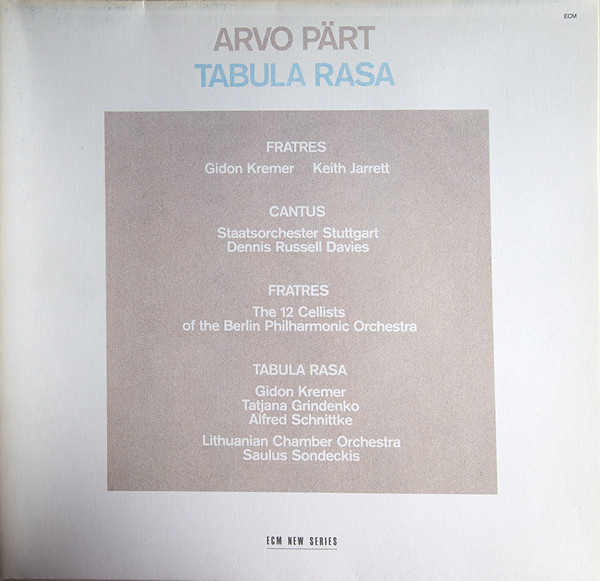 ECM
ARVO PÄRT
TABULA RASA
FRATRES
Gidon Kremer Keith Jarrett
CANTUS
Staatsorchester Stuttgart
Dennis Russell Davies
FRATRES
The 12 Cellists
of the Berlin Philharmonic Orchestra
TABULA RASA
Gidon Kremer
Tatjana Grindenko
Alfred Schnittke
Lithuanian Chamber Orchestra
Saulus Sondeckis
ECM NEW SERIES